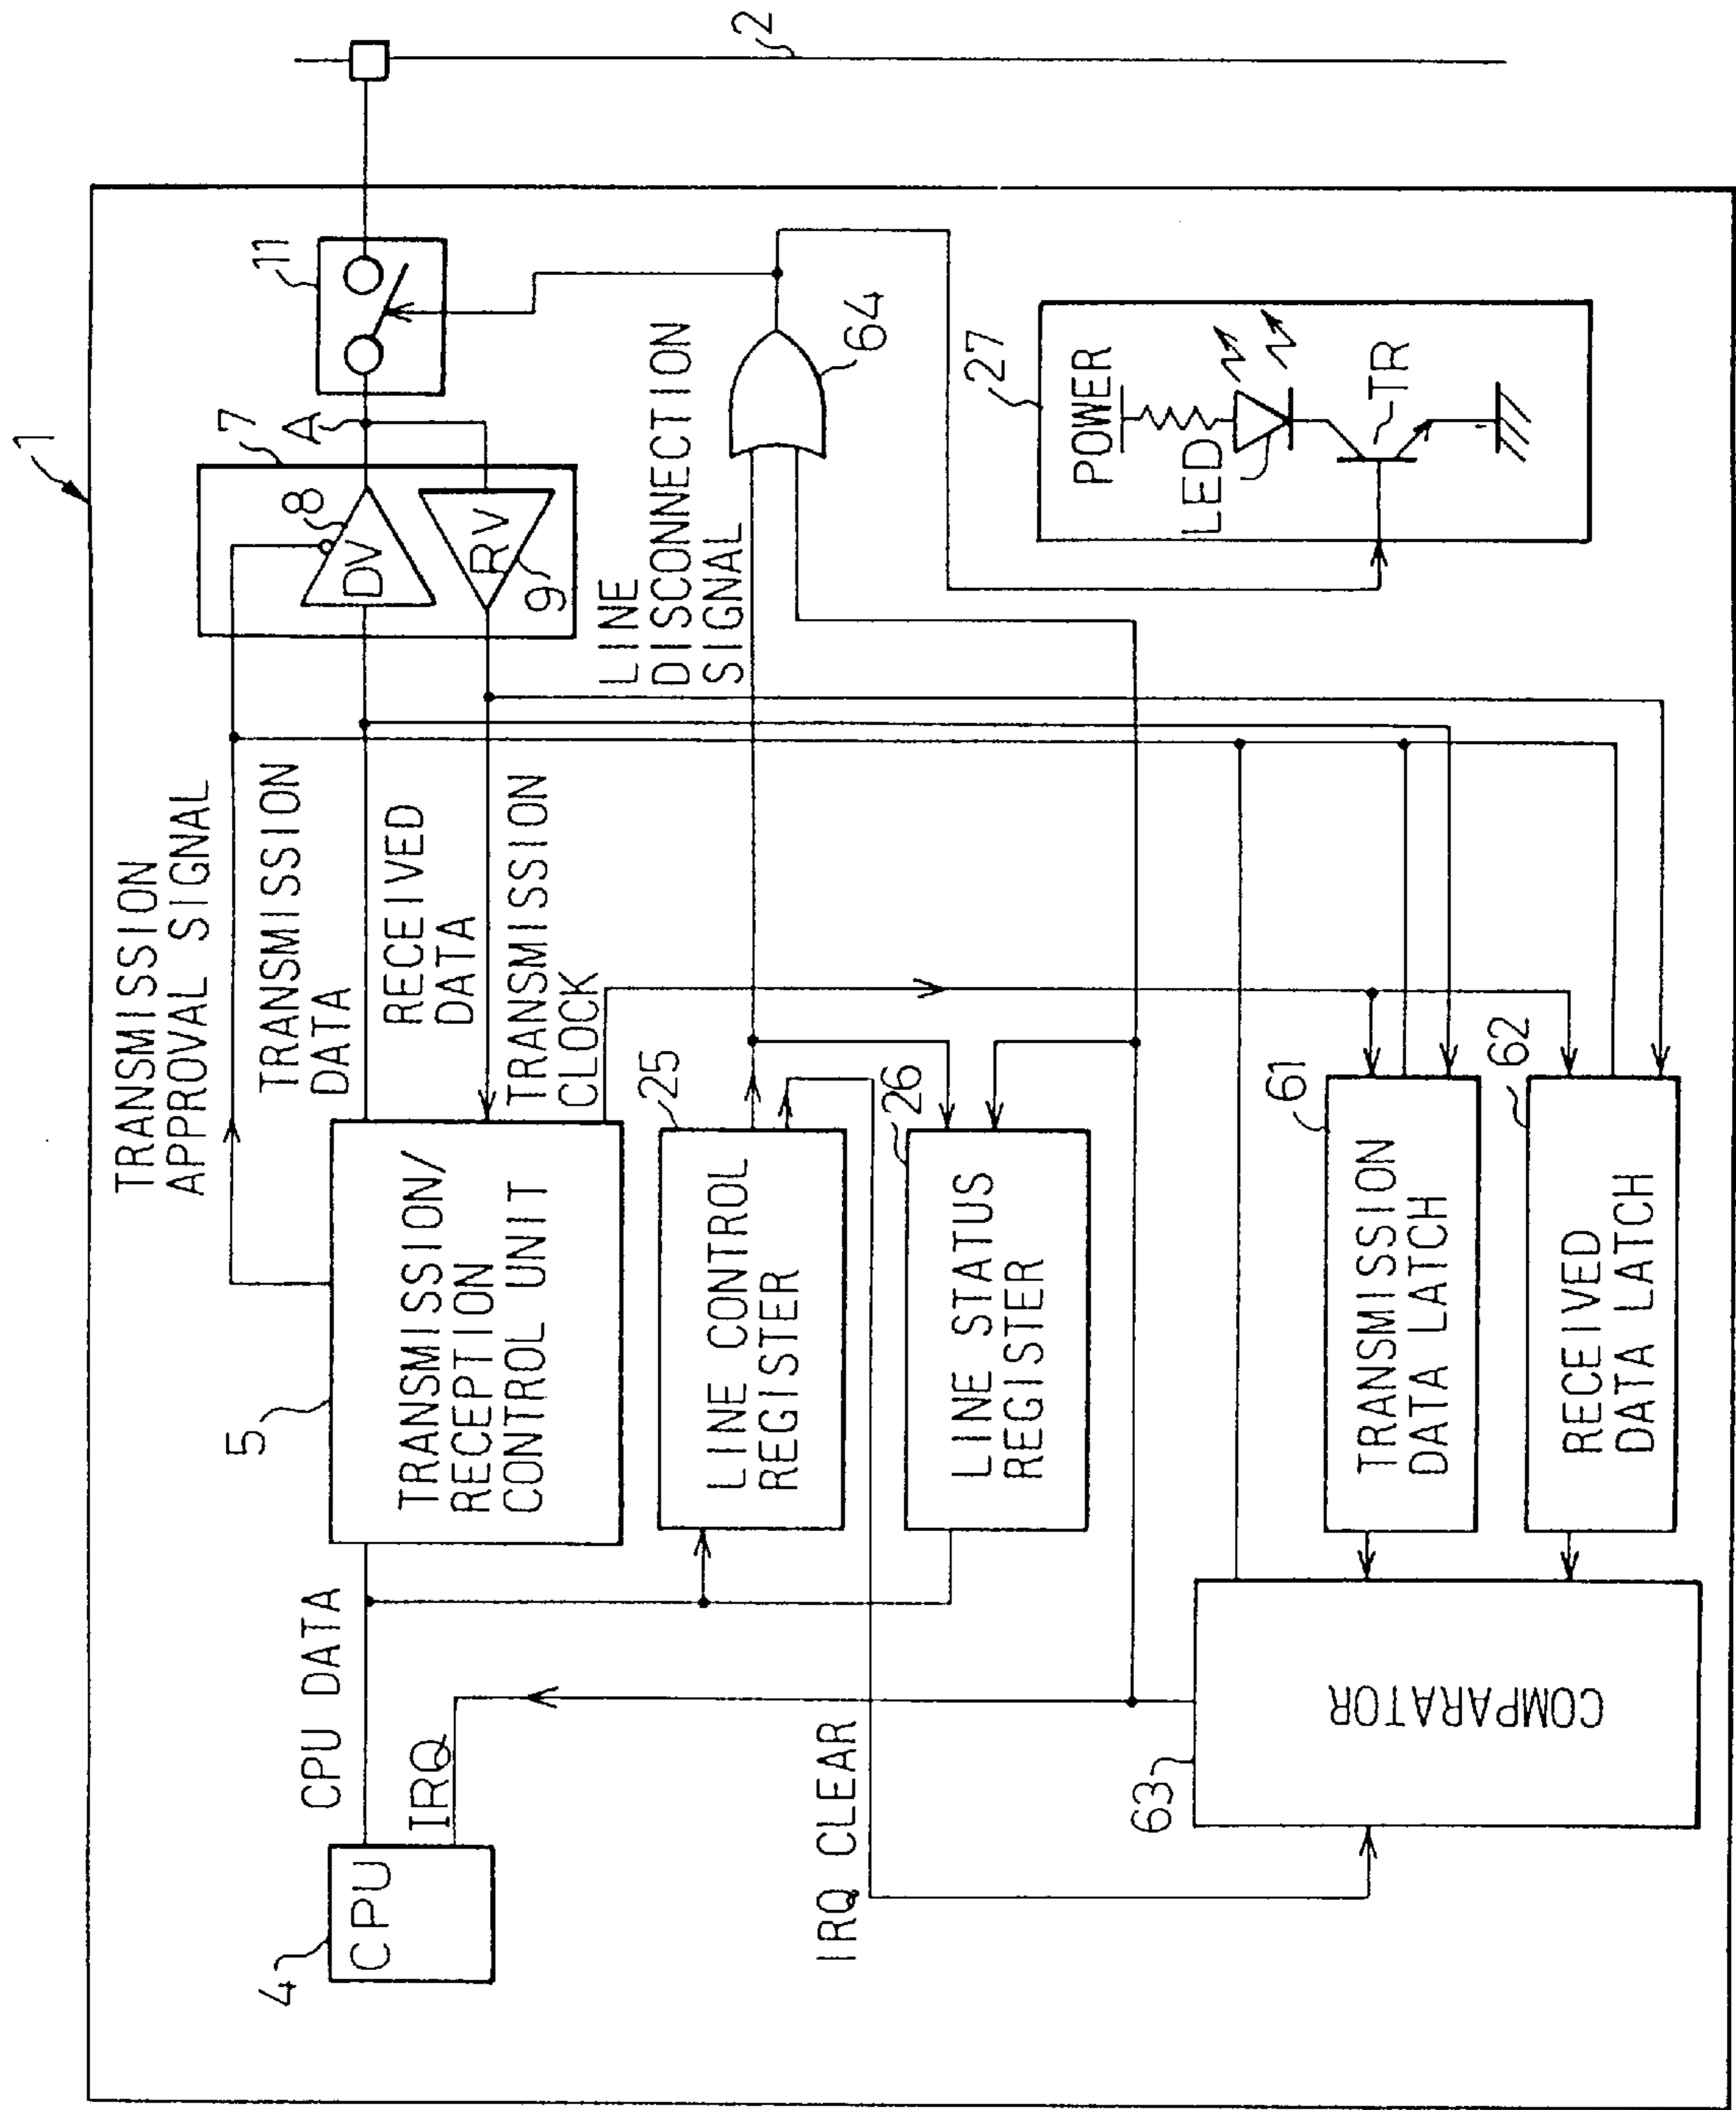 1
2
11
A
7
8
DV
RV
9
TRANSMISSION
APPROVAL SIGNAL
TRANSMISSION
DATA
RECEIVED
DATA
TRANSMISSION
CLOCK
LINE
DISCONNECTION
SIGNAL
64
27
POWER
LED
TR
5
TRANSMISSION/
RECEPTION
CONTROL UNIT
25
LINE CONTROL
REGISTER
26
LINE STATUS
REGISTER
61
TRANSMISSION
DATA LATCH
62
RECEIVED
DATA LATCH
CPU DATA
IRQ
4
CPU
IRQ CLEAR
63
COMPARATOR